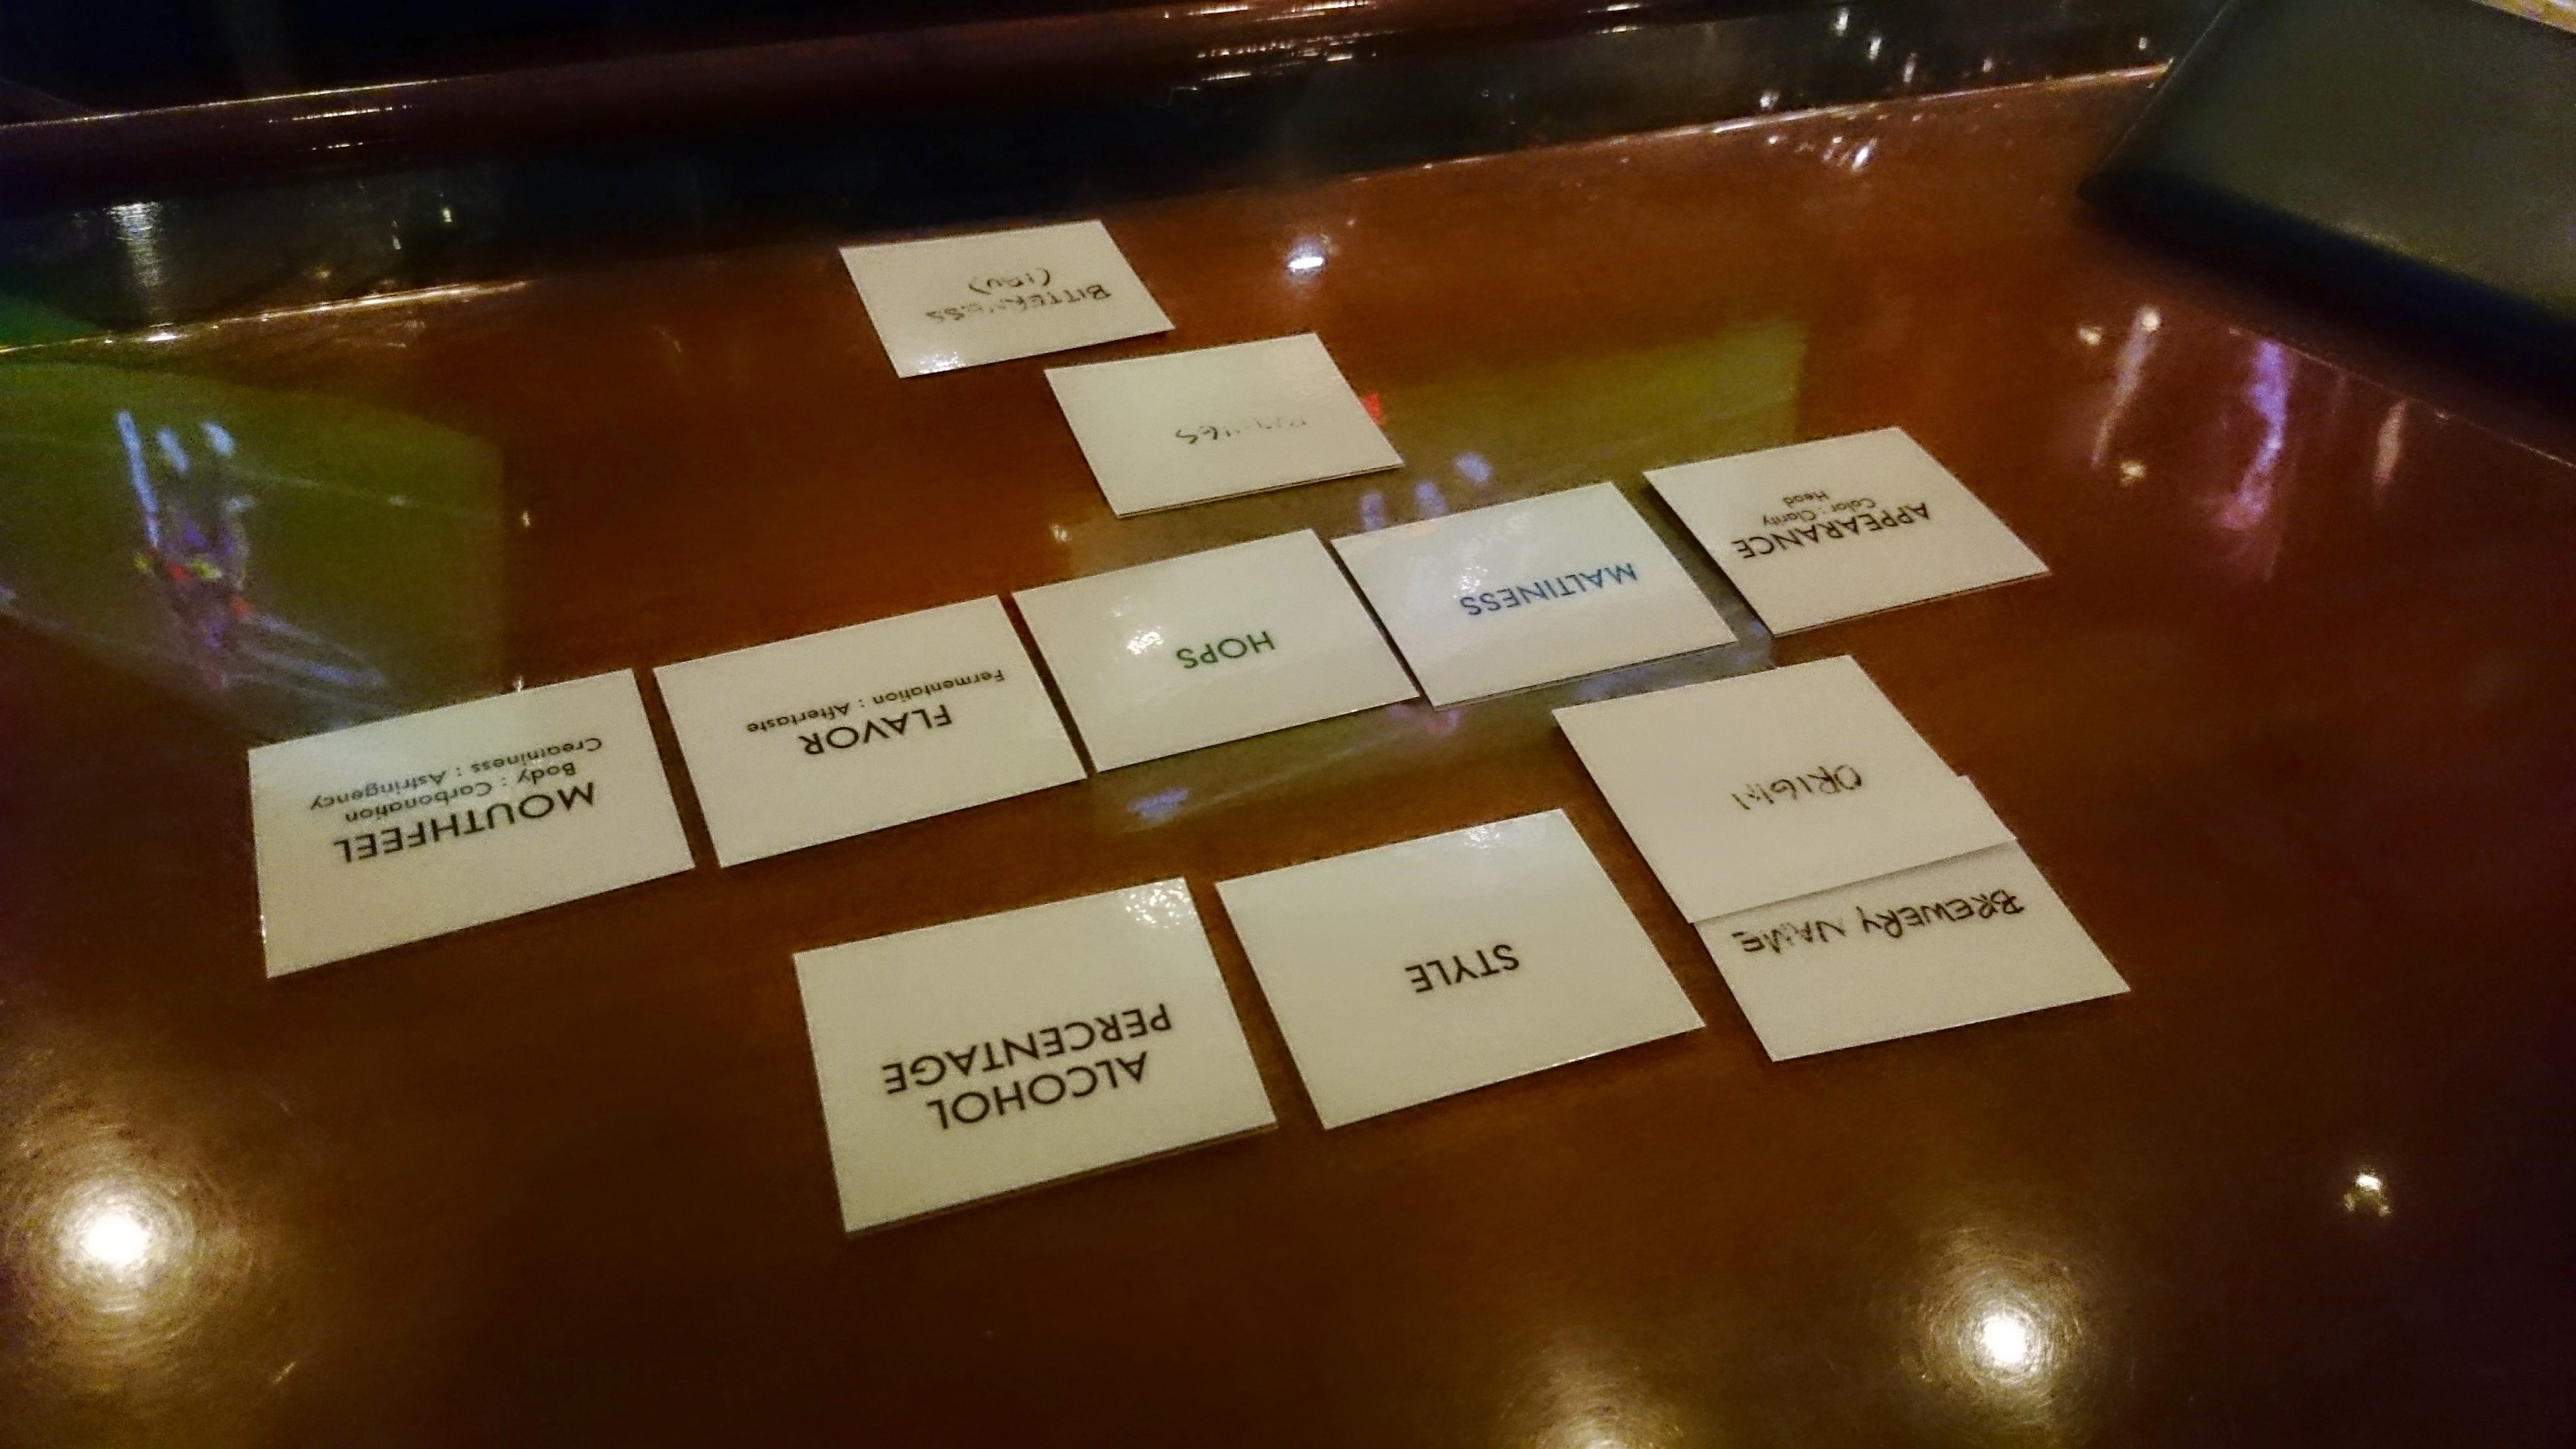 BREWERY NAME
ORIGIN
STYLE
ALCOHOL
PERCENTAGE
APPEARANCE
Color : Clarity
Head
MALTINESS
HOPS
FLAVOR
Fermentation : Aftertaste
MOUTHFEEL
Body : Carbonation
Creaminess : Astringency
BITTERNESS
(IBU)